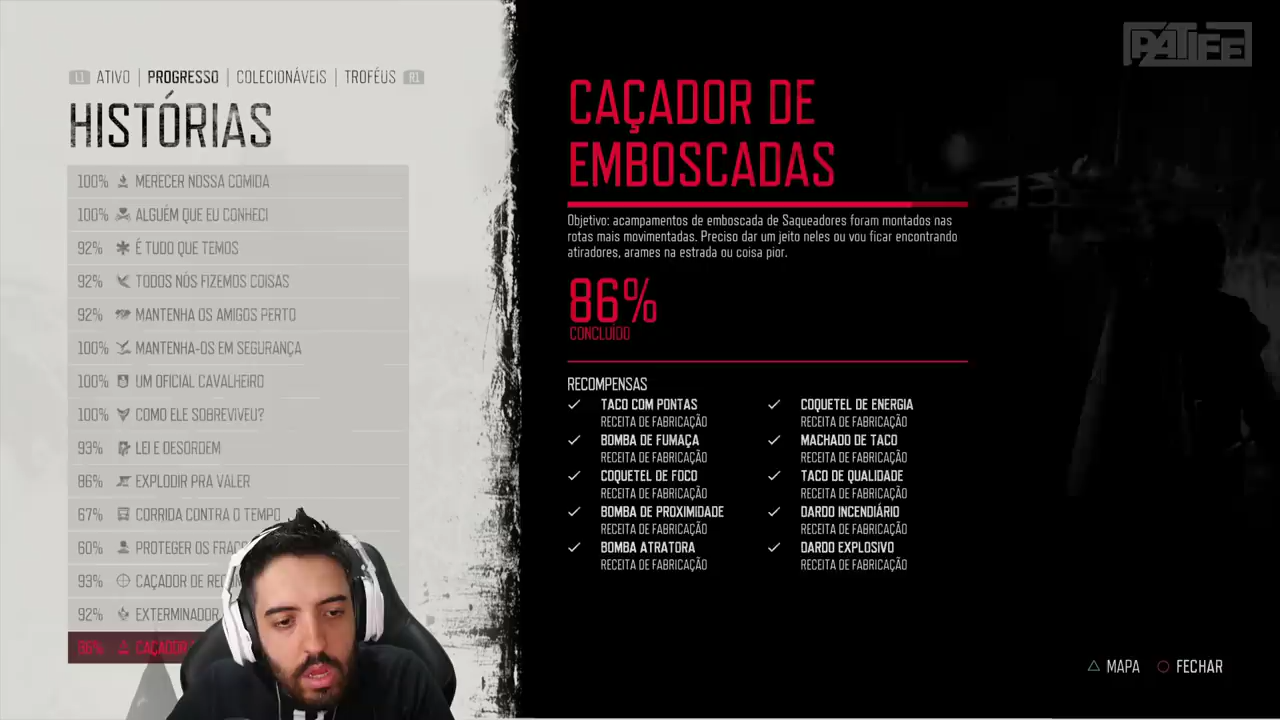 PATIFE
L1 ATIVO | PROGRESSO | COLECIONÁVEIS | TROFÉUS R1
HISTÓRIAS
100% MERECER NOSSA COMIDA
100% ALGUÉM QUE EU CONHECI
92% É TUDO QUE TEMOS
92% TODOS NÓS FIZEMOS COISAS
92% MANTENHA OS AMIGOS PERTO
100% MANTENHA-OS EM SEGURANÇA
100% UM OFICIAL CAVALHEIRO
100% COMO ELE SOBREVIVEU?
93% LEI E DESORDEM
86% EXPLODIR PRA VALER
67% CORRIDA CONTRA O TEMPO
60% PROTEGER OS
93% CAÇADOR DE
92% EXTERMINADOR
86% CAÇADOR
CAÇADOR DE
EMBOSCADAS
Objetivo: acampamentos de emboscada de Saqueadores foram montados nas
rotas mais movimentadas. Preciso dar um jeito neles ou vou ficar encontrando
atiradores, arames na estrada ou coisa pior.
86%
CONCLUÍDO
RECOMPENSAS
TACO COM PONTAS
RECEITA DE FABRICAÇÃO
BOMBA DE FUMAÇA
RECEITA DE FABRICAÇÃO
COQUETEL DE FOCO
RECEITA DE FABRICAÇÃO
BOMBA DE PROXIMIDADE
RECEITA DE FABRICAÇÃO
BOMBA ATRATORA
RECEITA DE FABRICAÇÃO
COQUETEL DE ENERGIA
RECEITA DE FABRICAÇÃO
MACHADO DE TACO
RECEITA DE FABRICAÇÃO
TACO DE QUALIDADE
RECEITA DE FABRICAÇÃO
DARDO INCENDIÁRIO
RECEITA DE FABRICAÇÃO
DARDO EXPLOSIVO
RECEITA DE FABRICAÇÃO
MAPA
FECHAR